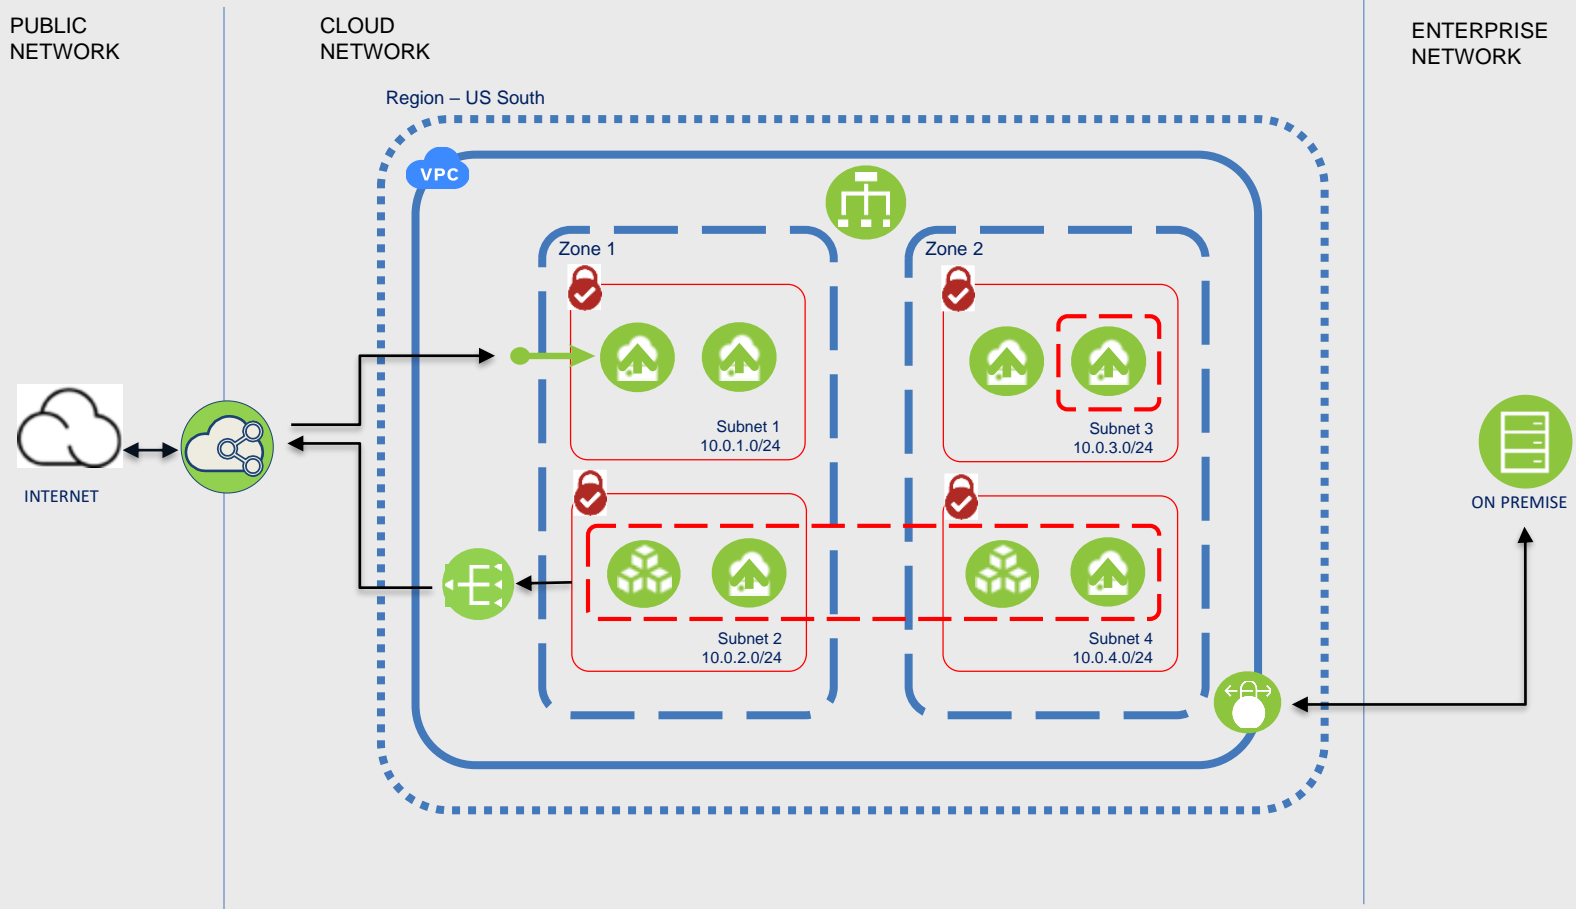 PUBLIC
NETWORK
CLOUD
NETWORK
ENTERPRISE
NETWORK
Region – US South
VPC
Zone 1
Zone 2
Subnet 1
10.0.1.0/24
Subnet 3
10.0.3.0/24
INTERNET
ON PREMISE
Subnet 2
10.0.2.0/24
Subnet 4
10.0.4.0/24